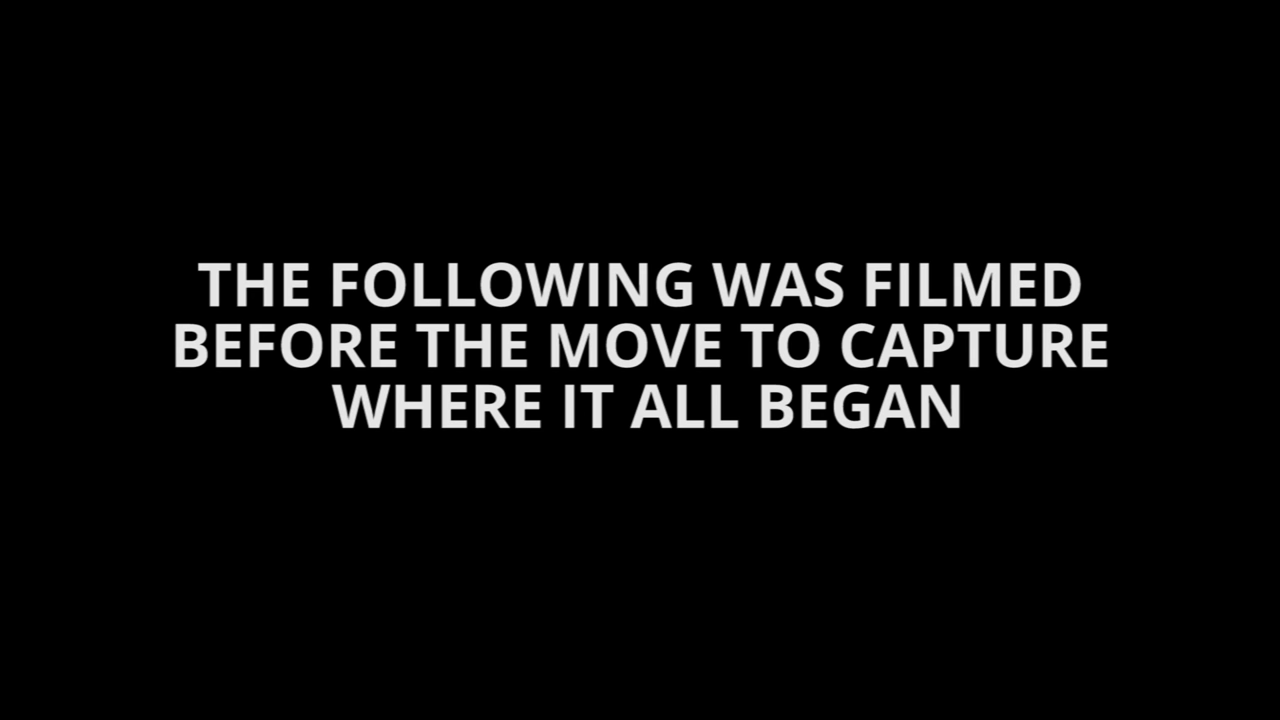 THE FOLLOWING WAS FILMED
BEFORE THE MOVE TO CAPTURE
WHERE IT ALL BEGAN